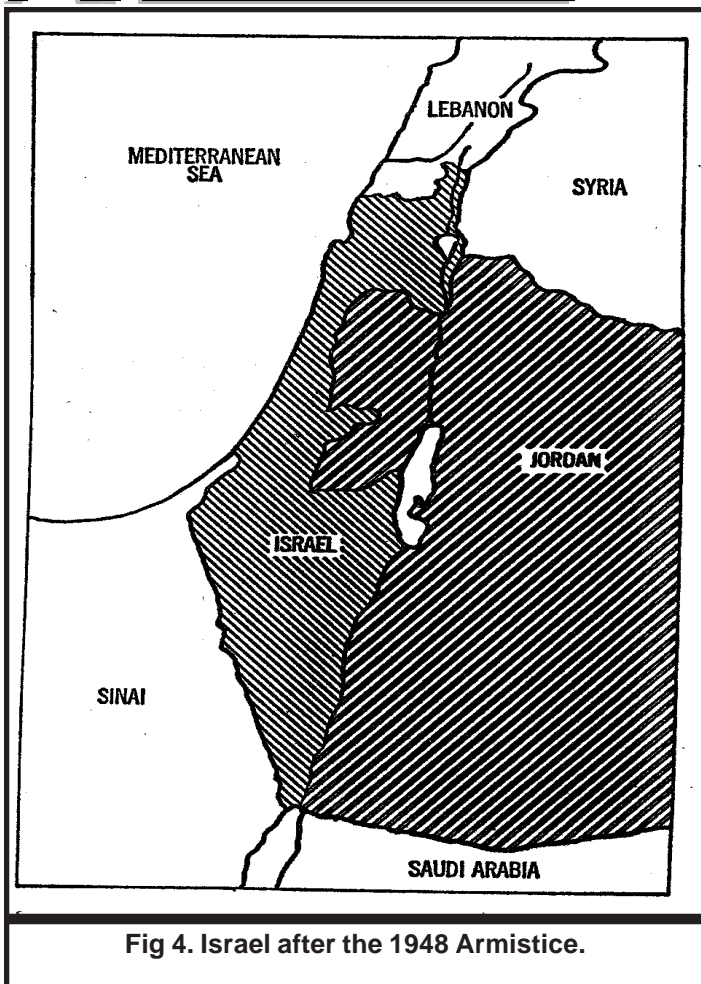 LEBANON
MEDITERRANEAN
SEA
SYRIA
JORDAN
ISRAEL
SINAI
SAUDI ARABIA
Fig 4. Israel after the 1948 Armistice.